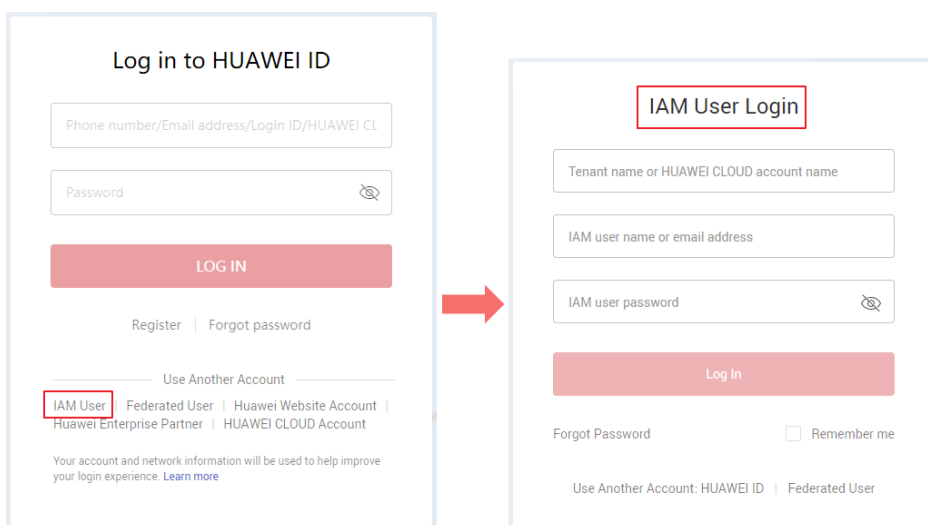 Log in to HUAWEI ID
Phone number/Email address/Login ID/HUAWEI CL
Password
LOG IN
Register | Forgot password
Use Another Account
IAM User | Federated User | Huawei Website Account |
Huawei Enterprise Partner | HUAWEI CLOUD Account
Your account and network information will be used to help improve
your login experience. Learn more
IAM User Login
Tenant name or HUAWEI CLOUD account name
IAM user name or email address
IAM user password
Log In
Forgot Password
Remember me
Use Another Account: HUAWEI ID | Federated User